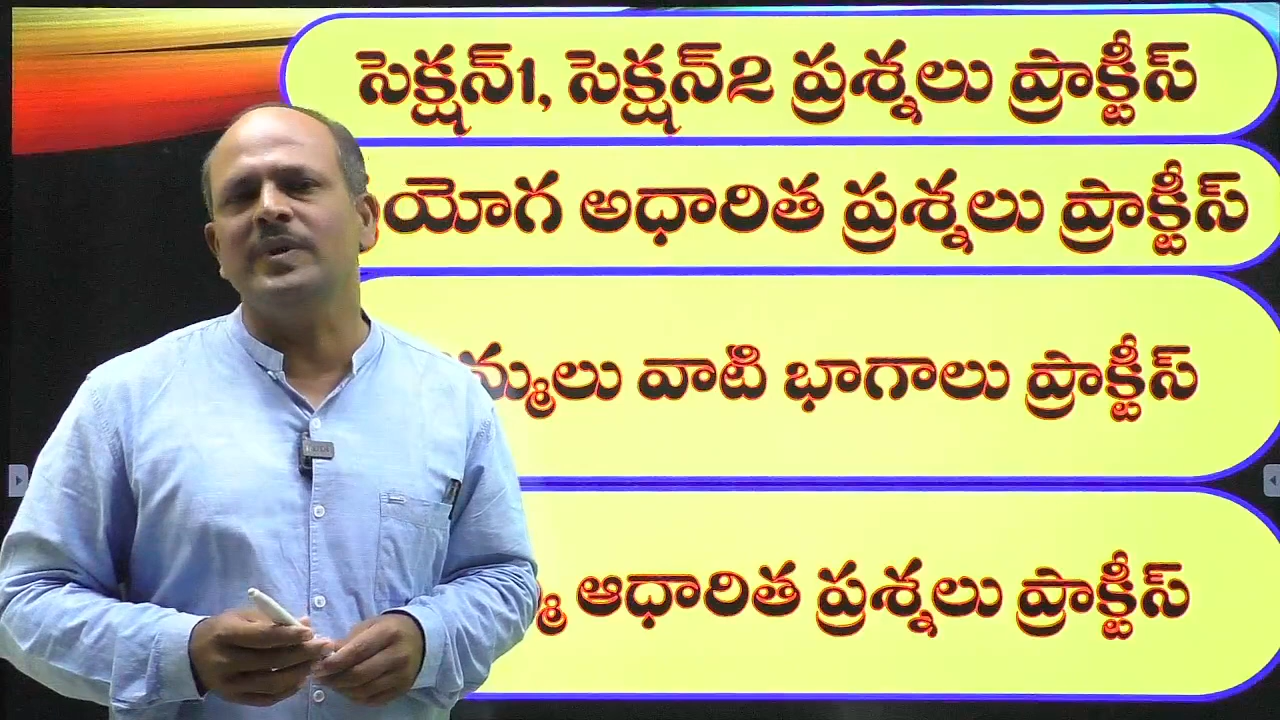 సెక్షన్1, సెక్షన్2 ప్రశ్నలు ప్రాక్టీస్
అధారిత ప్రశ్నలు ప్రాక్టీస్
వాటి భాగాలు ప్రాక్టీస్
ఆధారిత ప్రశ్నలు ప్రాక్టీస్